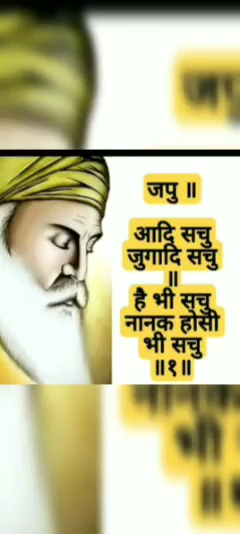 जपु ॥
आदि सचु
जुगादि सचु
॥
है भी सचु
नानक होसी
भी सचु
॥१॥